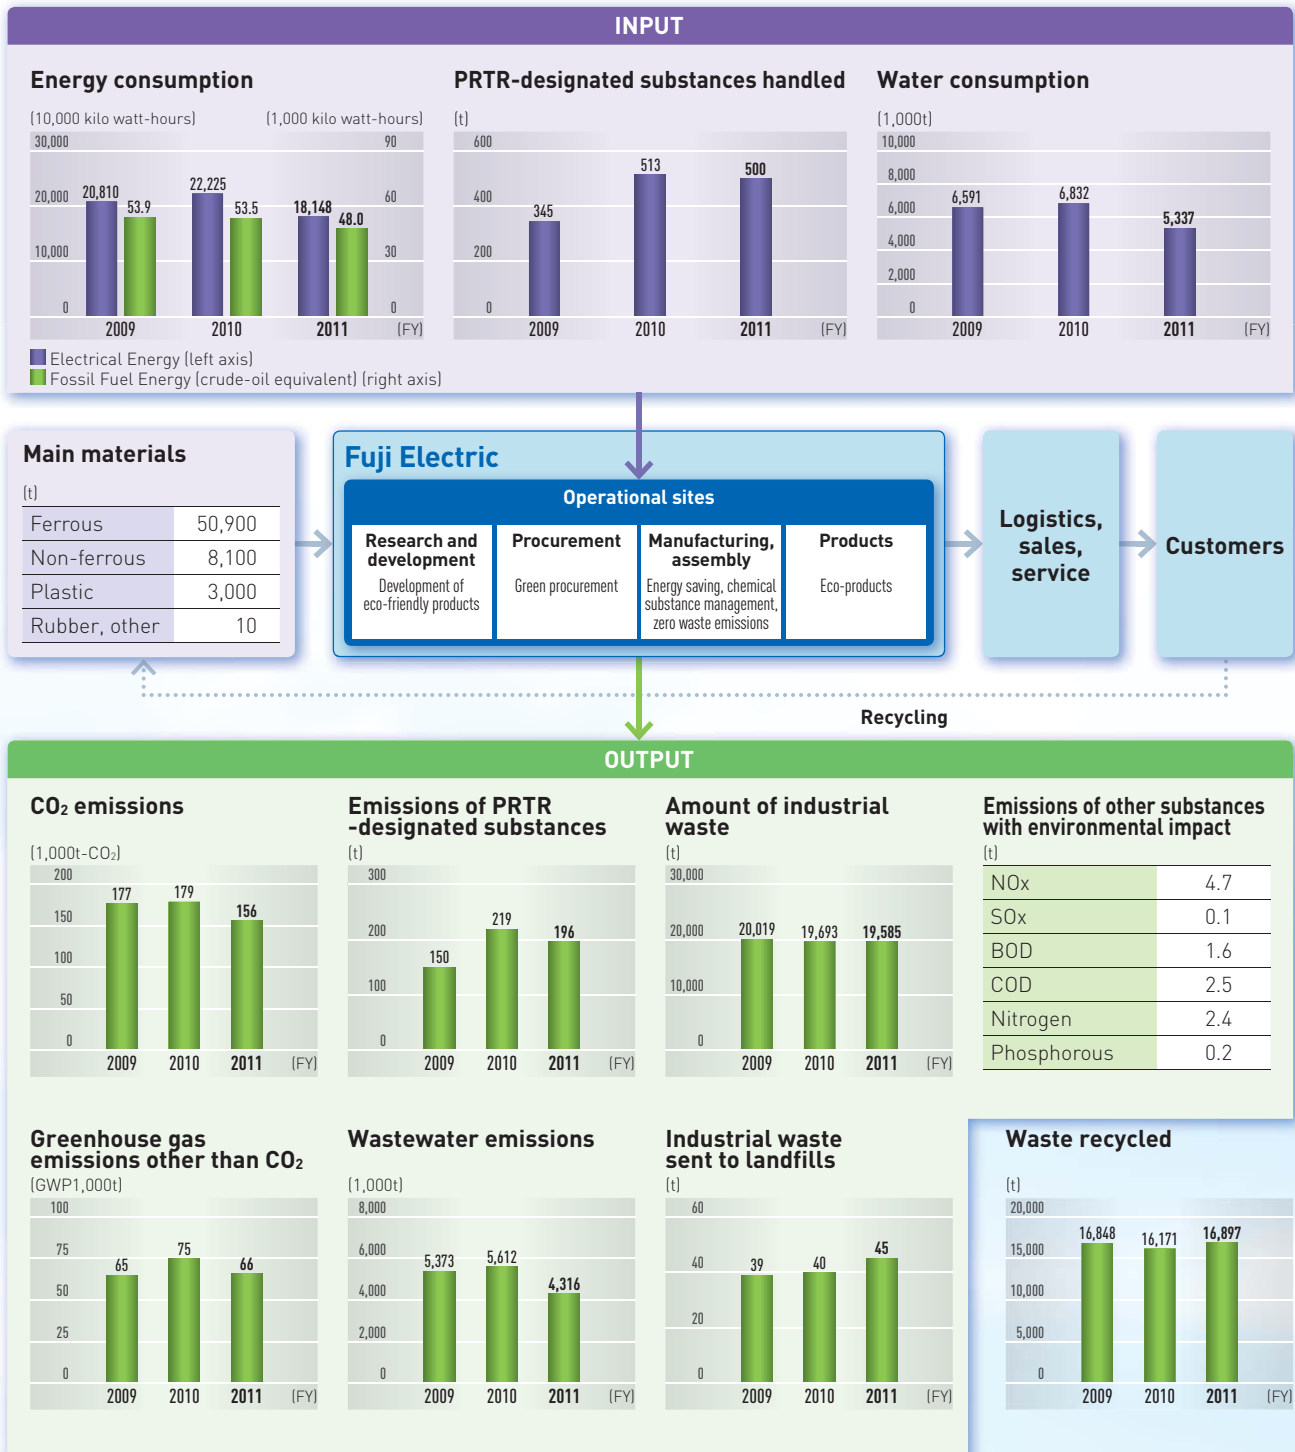 INPUT
Energy consumption
(10,000 kilo watt-hours)
(1,000 kilo watt-hours)
30,000
20,000
10,000
0
90
60
30
0
20,810
53.9
22,225
53.5
18,148
48.0
2009
2010
2011
(FY)
Electrical Energy (left axis)
Fossil Fuel Energy (crude-oil equivalent) (right axis)
PRTR-designated substances handled
(t)
600
400
200
0
345
513
500
2009
2010
2011
(FY)
Water consumption
(1,000t)
10,000
8,000
6,000
4,000
2,000
0
6,591
6,832
5,337
2009
2010
2011
(FY)
Main materials
(t)
Ferrous 50,900
Non-ferrous 8,100
Plastic 3,000
Rubber, other 10
Fuji Electric
Operational sites
Research and
development
Development of
eco-friendly products
Procurement
Green procurement
Manufacturing,
assembly
Energy saving, chemical
substance management,
zero waste emissions
Products
Eco-products
Logistics,
sales,
service
Customers
Recycling
OUTPUT
CO₂ emissions
(1,000t-CO₂)
200
150
100
50
0
177
179
156
2009
2010
2011
(FY)
Emissions of PRTR
-designated substances
(t)
300
200
100
0
150
219
196
2009
2010
2011
(FY)
Amount of industrial
waste
(t)
30,000
20,000
10,000
0
20,019
19,693
19,585
2009
2010
2011
(FY)
Emissions of other substances
with environmental impact
(t)
NOx 4.7
SOx 0.1
BOD 1.6
COD 2.5
Nitrogen 2.4
Phosphorous 0.2
Greenhouse gas
emissions other than CO₂
(GWP1,000t)
100
75
50
25
0
65
75
66
2009
2010
2011
(FY)
Wastewater emissions
(1,000t)
8,000
6,000
4,000
2,000
0
5,373
5,612
4,316
2009
2010
2011
(FY)
Industrial waste
sent to landfills
(t)
60
40
20
0
39
40
45
2009
2010
2011
(FY)
Waste recycled
(t)
20,000
15,000
10,000
5,000
0
16,848
16,171
16,897
2009
2010
2011
(FY)